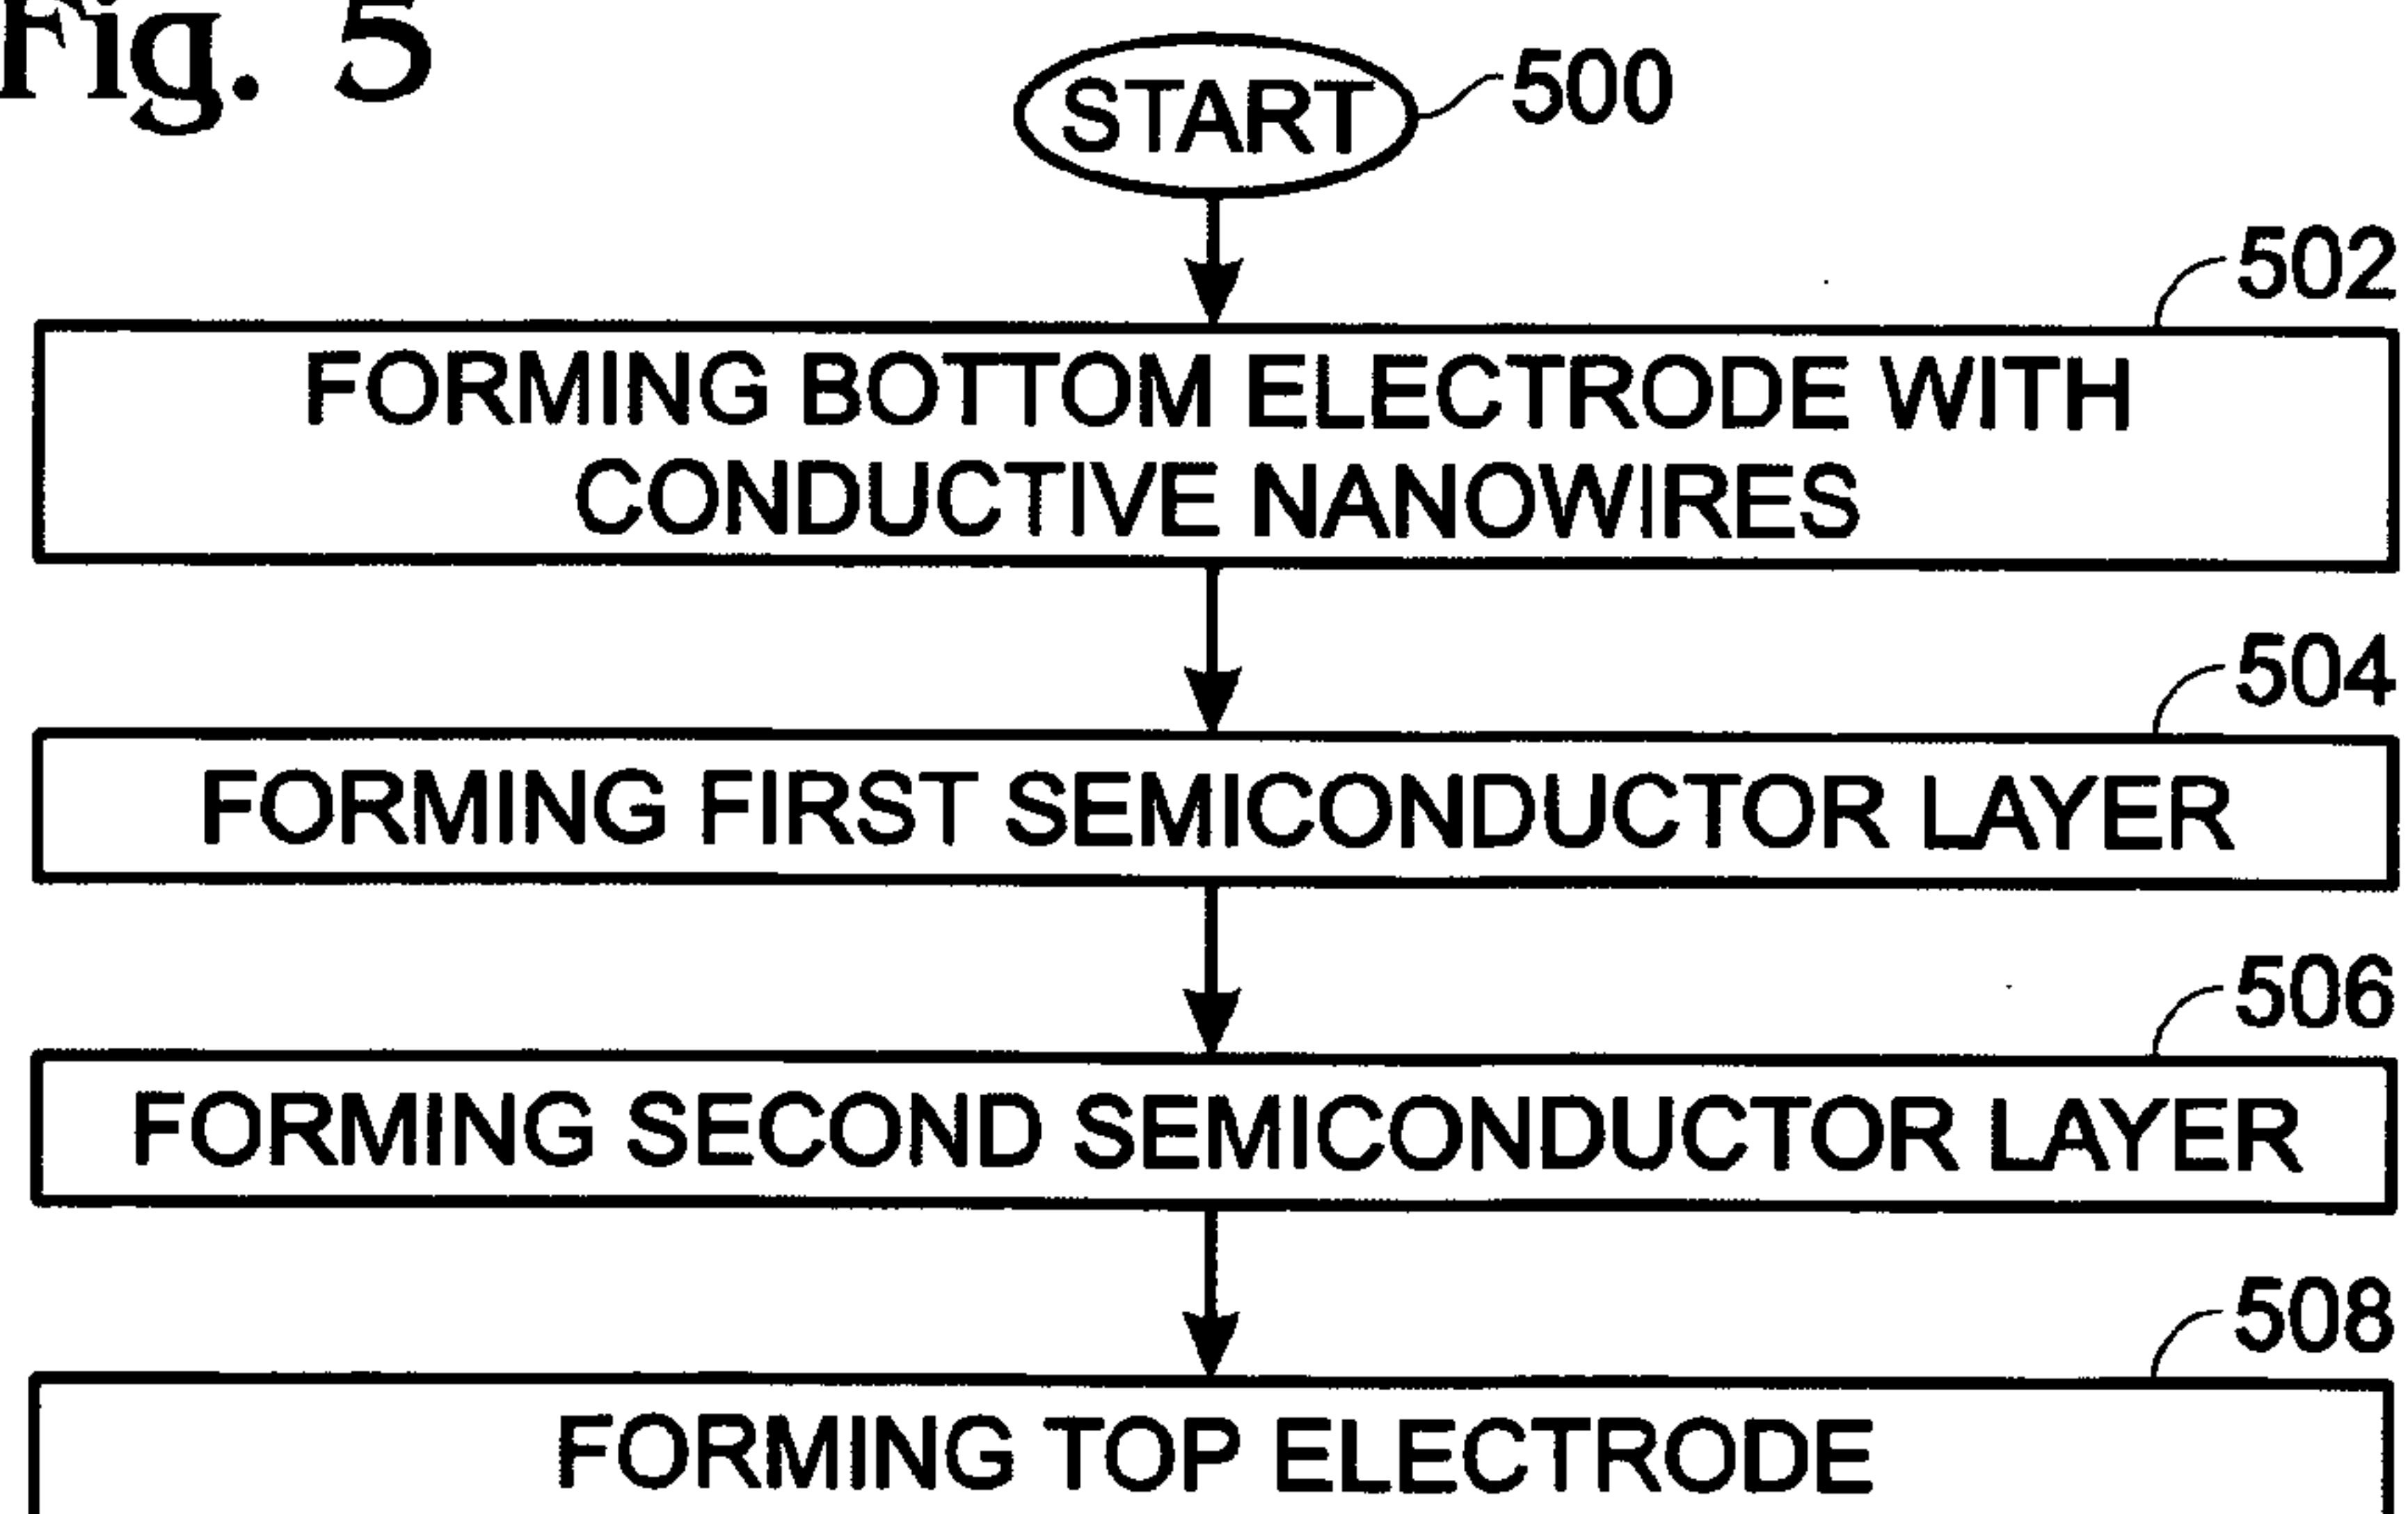 Fig. 5
START
500
502
FORMING BOTTOM ELECTRODE WITH
CONDUCTIVE NANOWIRES
504
FORMING FIRST SEMICONDUCTOR LAYER
506
FORMING SECOND SEMICONDUCTOR LAYER
508
FORMING TOP ELECTRODE